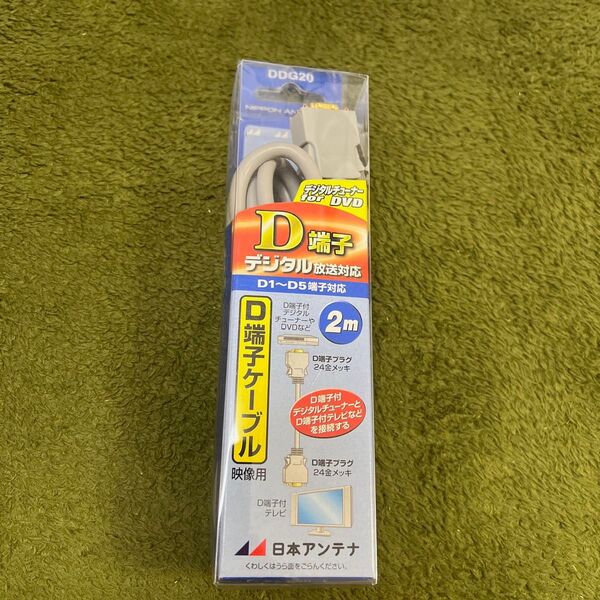 DDG20
NIPPON AN
デジタルチューナー
for DVD
D端子
デジタル放送対応
D1〜D5端子対応
2m
D端子ケーブル
映像用
D端子付
デジタル
チューナーや
DVDなど
D端子プラグ
24金メッキ
D端子付
デジタルチューナーと
D端子付テレビなど
を接続する
D端子プラグ
24金メッキ
D端子付
テレビ
日本アンテナ
くわしくはうら面をごらんください。